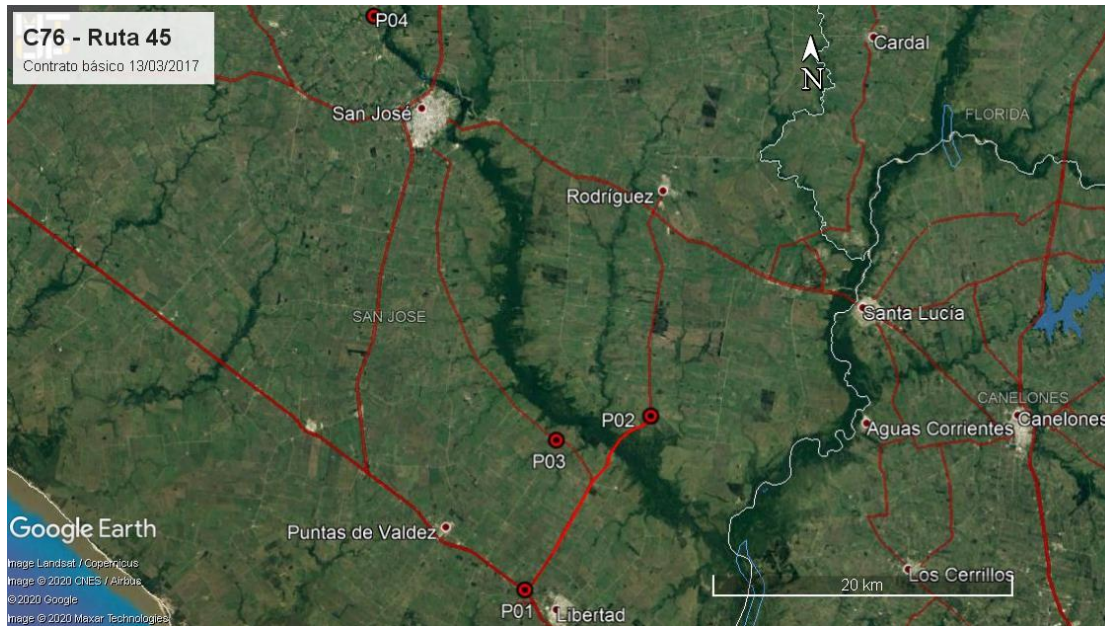 C76 - Ruta 45
Contrato básico 13/03/2017
P04
Cardal
N
San José
FLORIDA
Rodríguez
SAN JOSE
Santa Lucía
CANELONES
P02
Aguas Corrientes
Canelones
P03
Google Earth
Puntas de Valdez
Image Landsat / Copernicus
Image © 2020 CNES / Airbus
20 km
Los Cerrillos
© 2020 Google
P01
Libertad
Image © 2020 Maxar Technologies